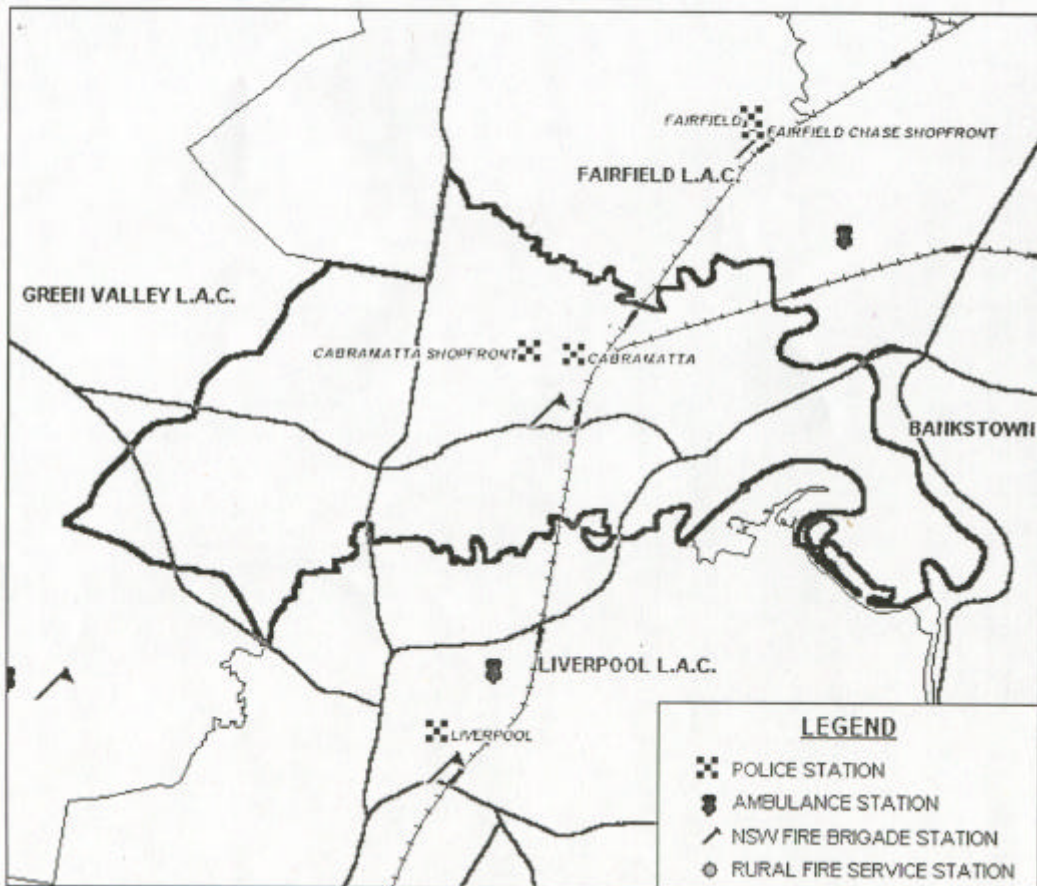 FAIRFIELD
FAIRFIELD CHASE SHOPFRONT
FAIRFIELD L.A.C.
GREEN VALLEY L.A.C.
CABRAMATTA SHOPFRONT
CABRAMATTA
BANKSTOWN
LIVERPOOL L.A.C.
LIVERPOOL
LEGEND
POLICE STATION
AMBULANCE STATION
NSW FIRE BRIGADE STATION
RURAL FIRE SERVICE STATION